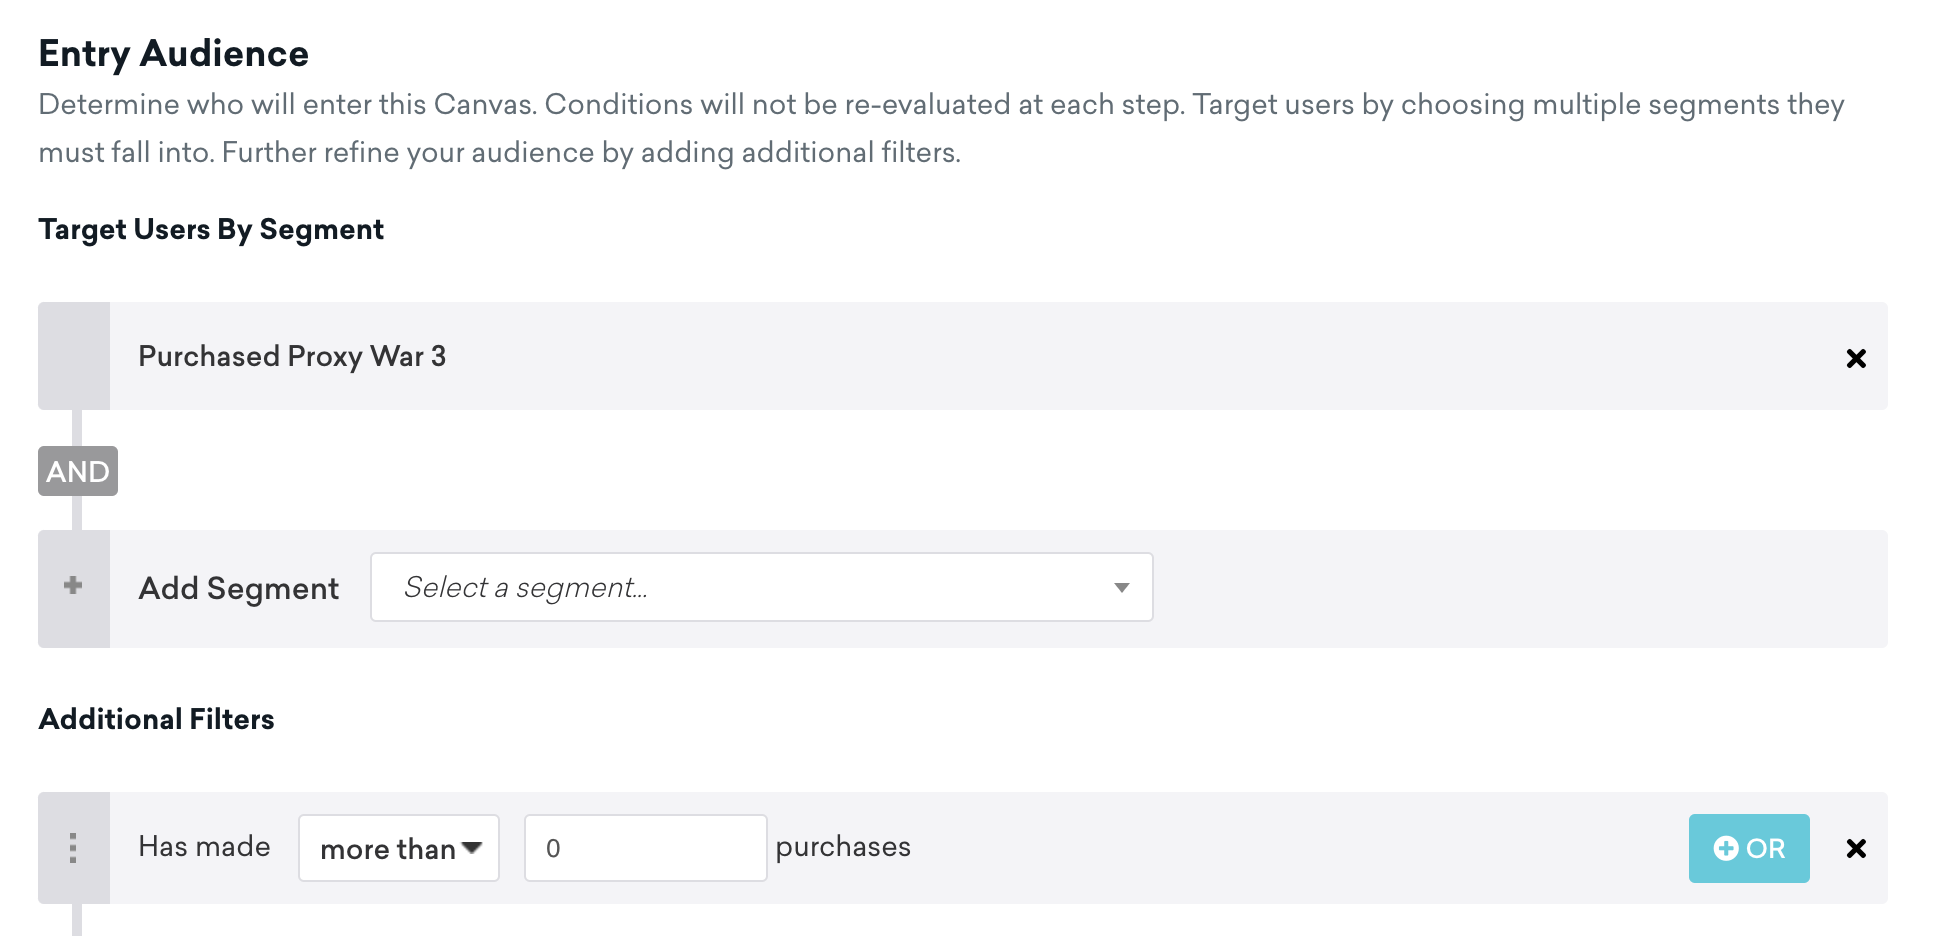 Entry Audience
Determine who will enter this Canvas. Conditions will not be re-evaluated at each step. Target users by choosing multiple segments they
must fall into. Further refine your audience by adding additional filters.
Target Users By Segment
Purchased Proxy War 3
AND
Add Segment Select a segment...
Additional Filters
Has made more than 0 purchases OR